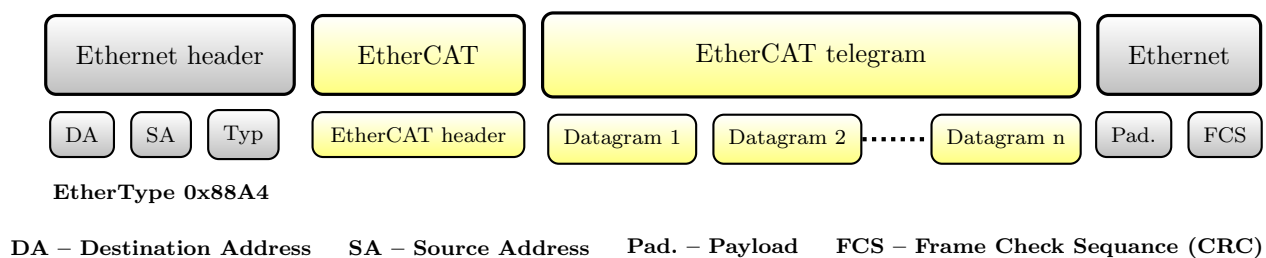 Ethernet header EtherCAT EtherCAT telegram Ethernet
DA SA Typ EtherCAT header Datagram 1 Datagram 2 Datagram n Pad. FCS
EtherType 0x88A4
DA – Destination Address SA – Source Address Pad. – Payload FCS – Frame Check Sequance (CRC)